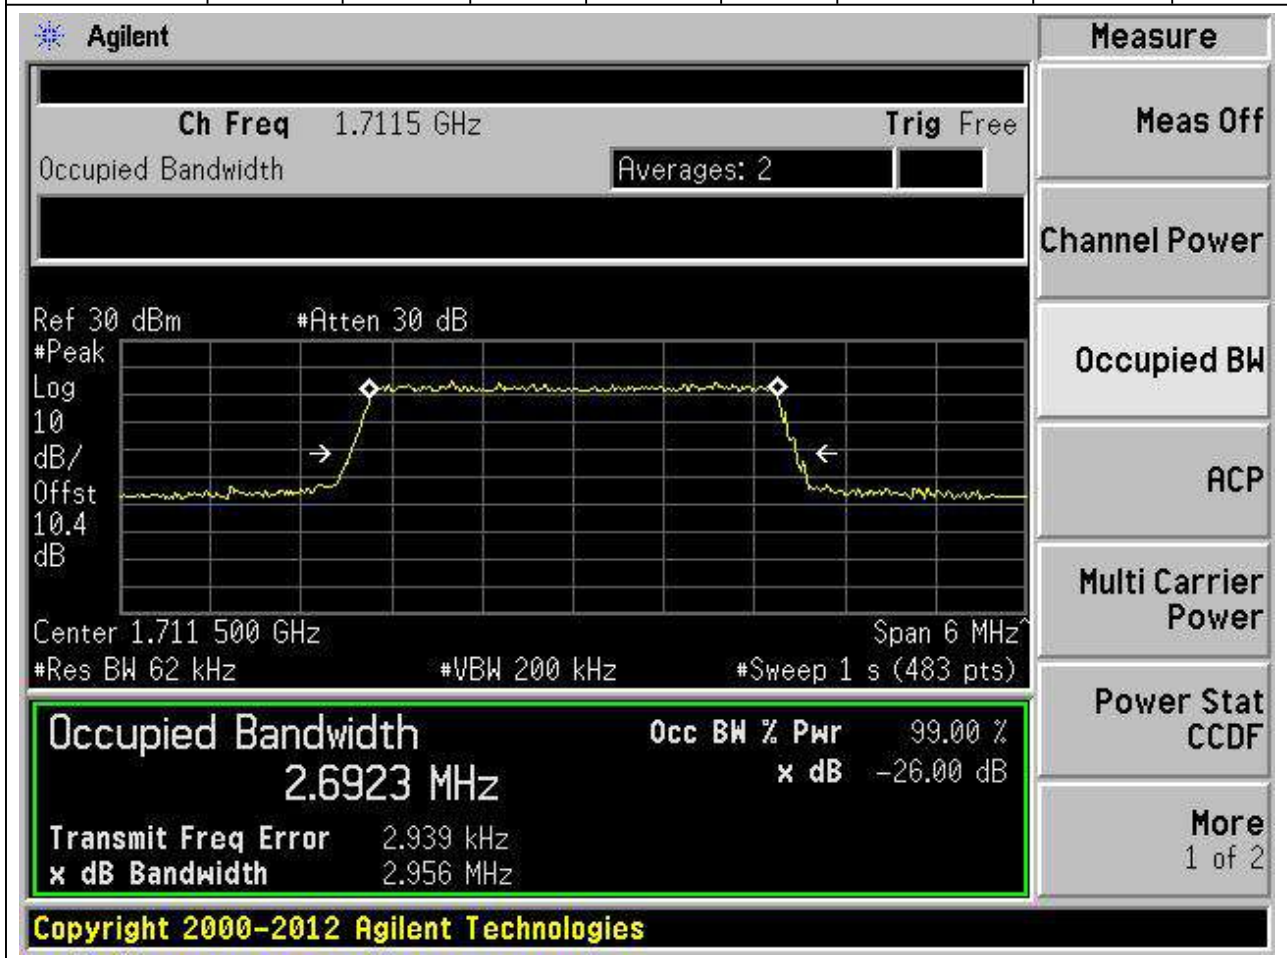 Agilent
Measure
Ch Freq 1.7115 GHz Trig Free
Meas Off
Occupied Bandwidth Averages: 2
Channel Power
Ref 30 dBm #Atten 30 dB
#Peak
Occupied BW
Log
10
dB/
ACP
Offst
10.4
dB
Multi Carrier
Power
Center 1.711 500 GHz Span 6 MHz^
#Res BW 62 kHz #VBW 200 kHz #Sweep 1 s (483 pts)
Power Stat
CCDF
Occupied Bandwidth Occ BW % Pwr 99.00 %
2.6923 MHz x dB -26.00 dB
More
1 of 2
Transmit Freq Error 2.939 kHz
x dB Bandwidth 2.956 MHz
Copyright 2000-2012 Agilent Technologies